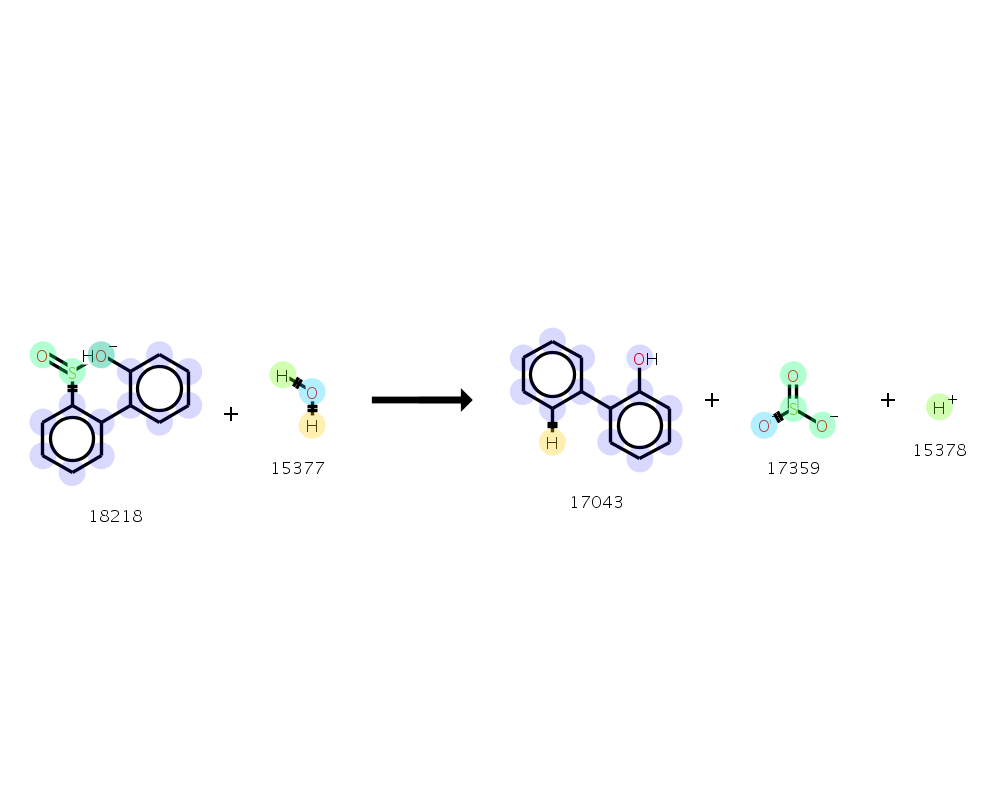 O S HO−
+
H O H
15377
18218
+
H
OH
17043
+
O S O O−
17359
+
H+
15378